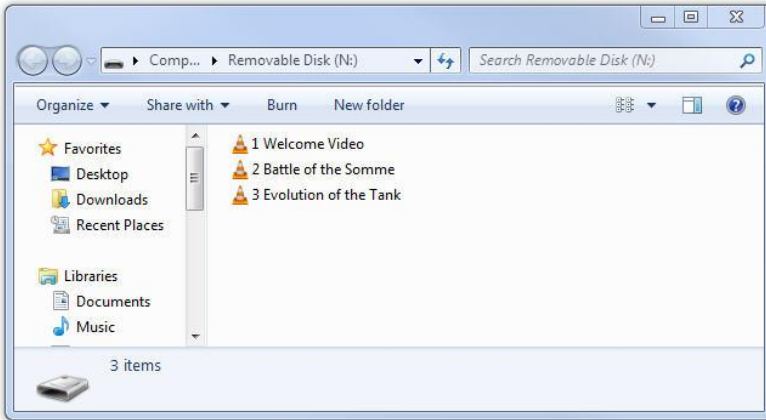 Comp... Removable Disk (N:) Search Removable Disk (N:)
Organize Share with Burn New folder
Favorites
Desktop
Downloads
Recent Places
Libraries
Documents
Music
1 Welcome Video
2 Battle of the Somme
3 Evolution of the Tank
3 items